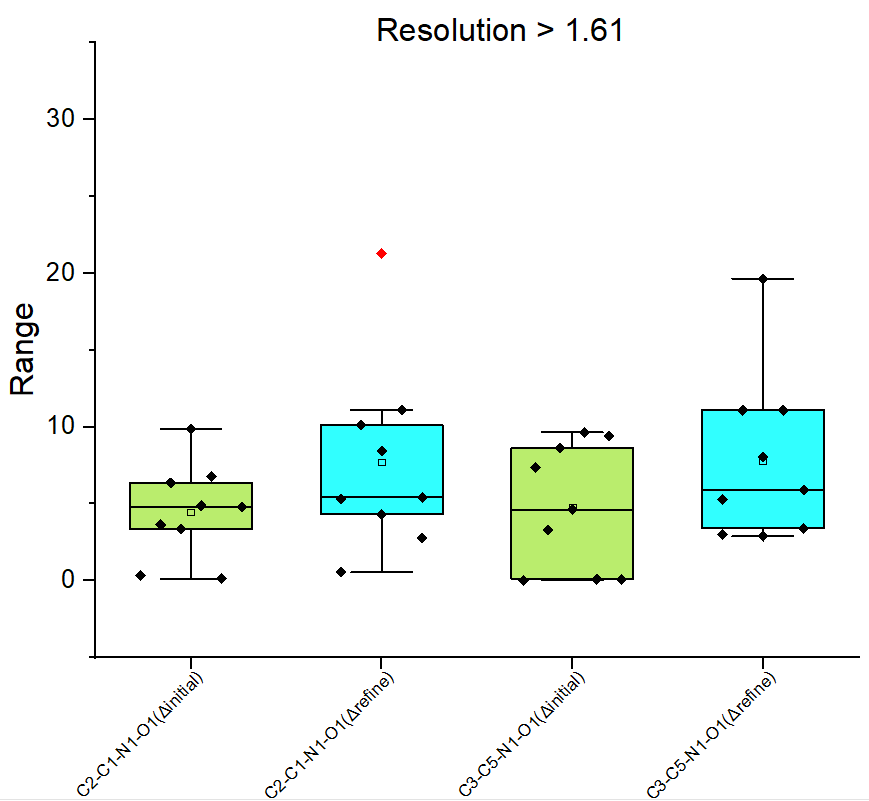 Resolution > 1.61
30
20
10
0
Range
C2-C1-N1-O1(Δinitial)
C2-C1-N1-O1(Δrefine)
C3-C5-N1-O1(Δinitial)
C3-C5-N1-O1(Δrefine)